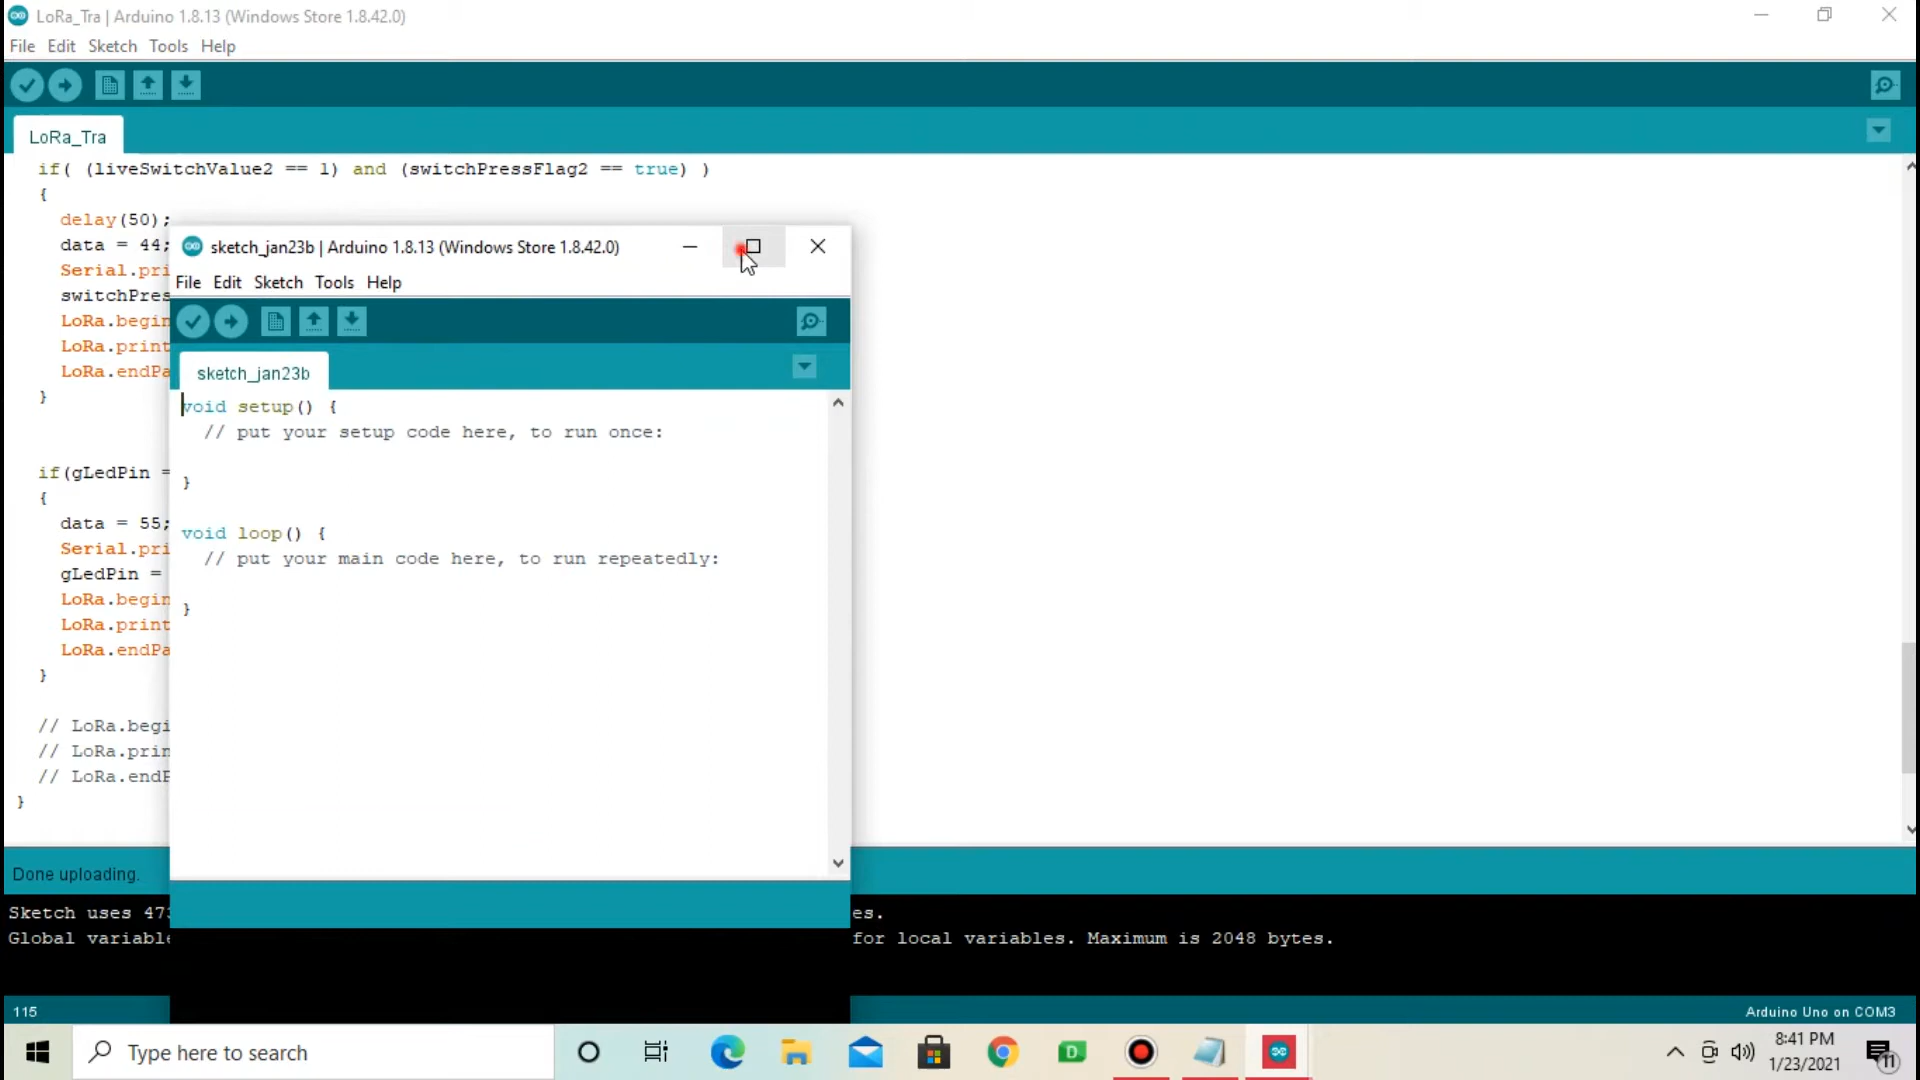 LoRa_Tra | Arduino 1.8.13 (Windows Store 1.8.42.0)
File Edit Sketch Tools Help
LoRa_Tra
if( (liveSwitchValue2 == 1) and (switchPressFlag2 == true) )
{
delay(50);
data = 44;
Serial.pri
switchPres
LoRa.begin
LoRa.print
LoRa.endPa
}
if(gLedPin =
{
data = 55;
Serial.pri
gLedPin =
LoRa.begin
LoRa.print
LoRa.endPa
}
// LoRa.begi
// LoRa.prin
// LoRa.endP
}
sketch_jan23b | Arduino 1.8.13 (Windows Store 1.8.42.0)
File Edit Sketch Tools Help
sketch_jan23b
void setup() {
// put your setup code here, to run once:
}
void loop() {
// put your main code here, to run repeatedly:
}
Done uploading.
Sketch uses 473 es.
Global variable for local variables. Maximum is 2048 bytes.
115
Arduino Uno on COM3
Type here to search
D
8:41 PM
1/23/2021
11